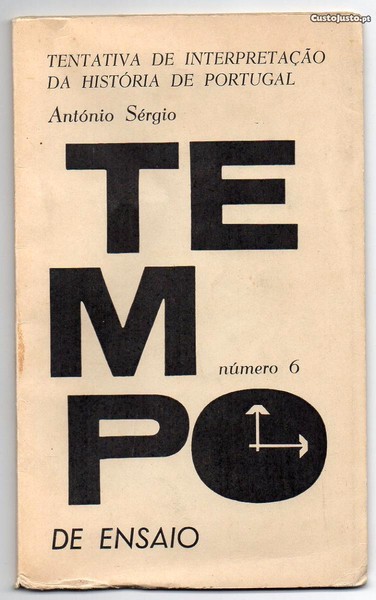 CustoJusto.pt
TENTATIVA DE INTERPRETAÇÃO
DA HISTÓRIA DE PORTUGAL
António Sérgio
TE
M
número 6
PO
DE ENSAIO